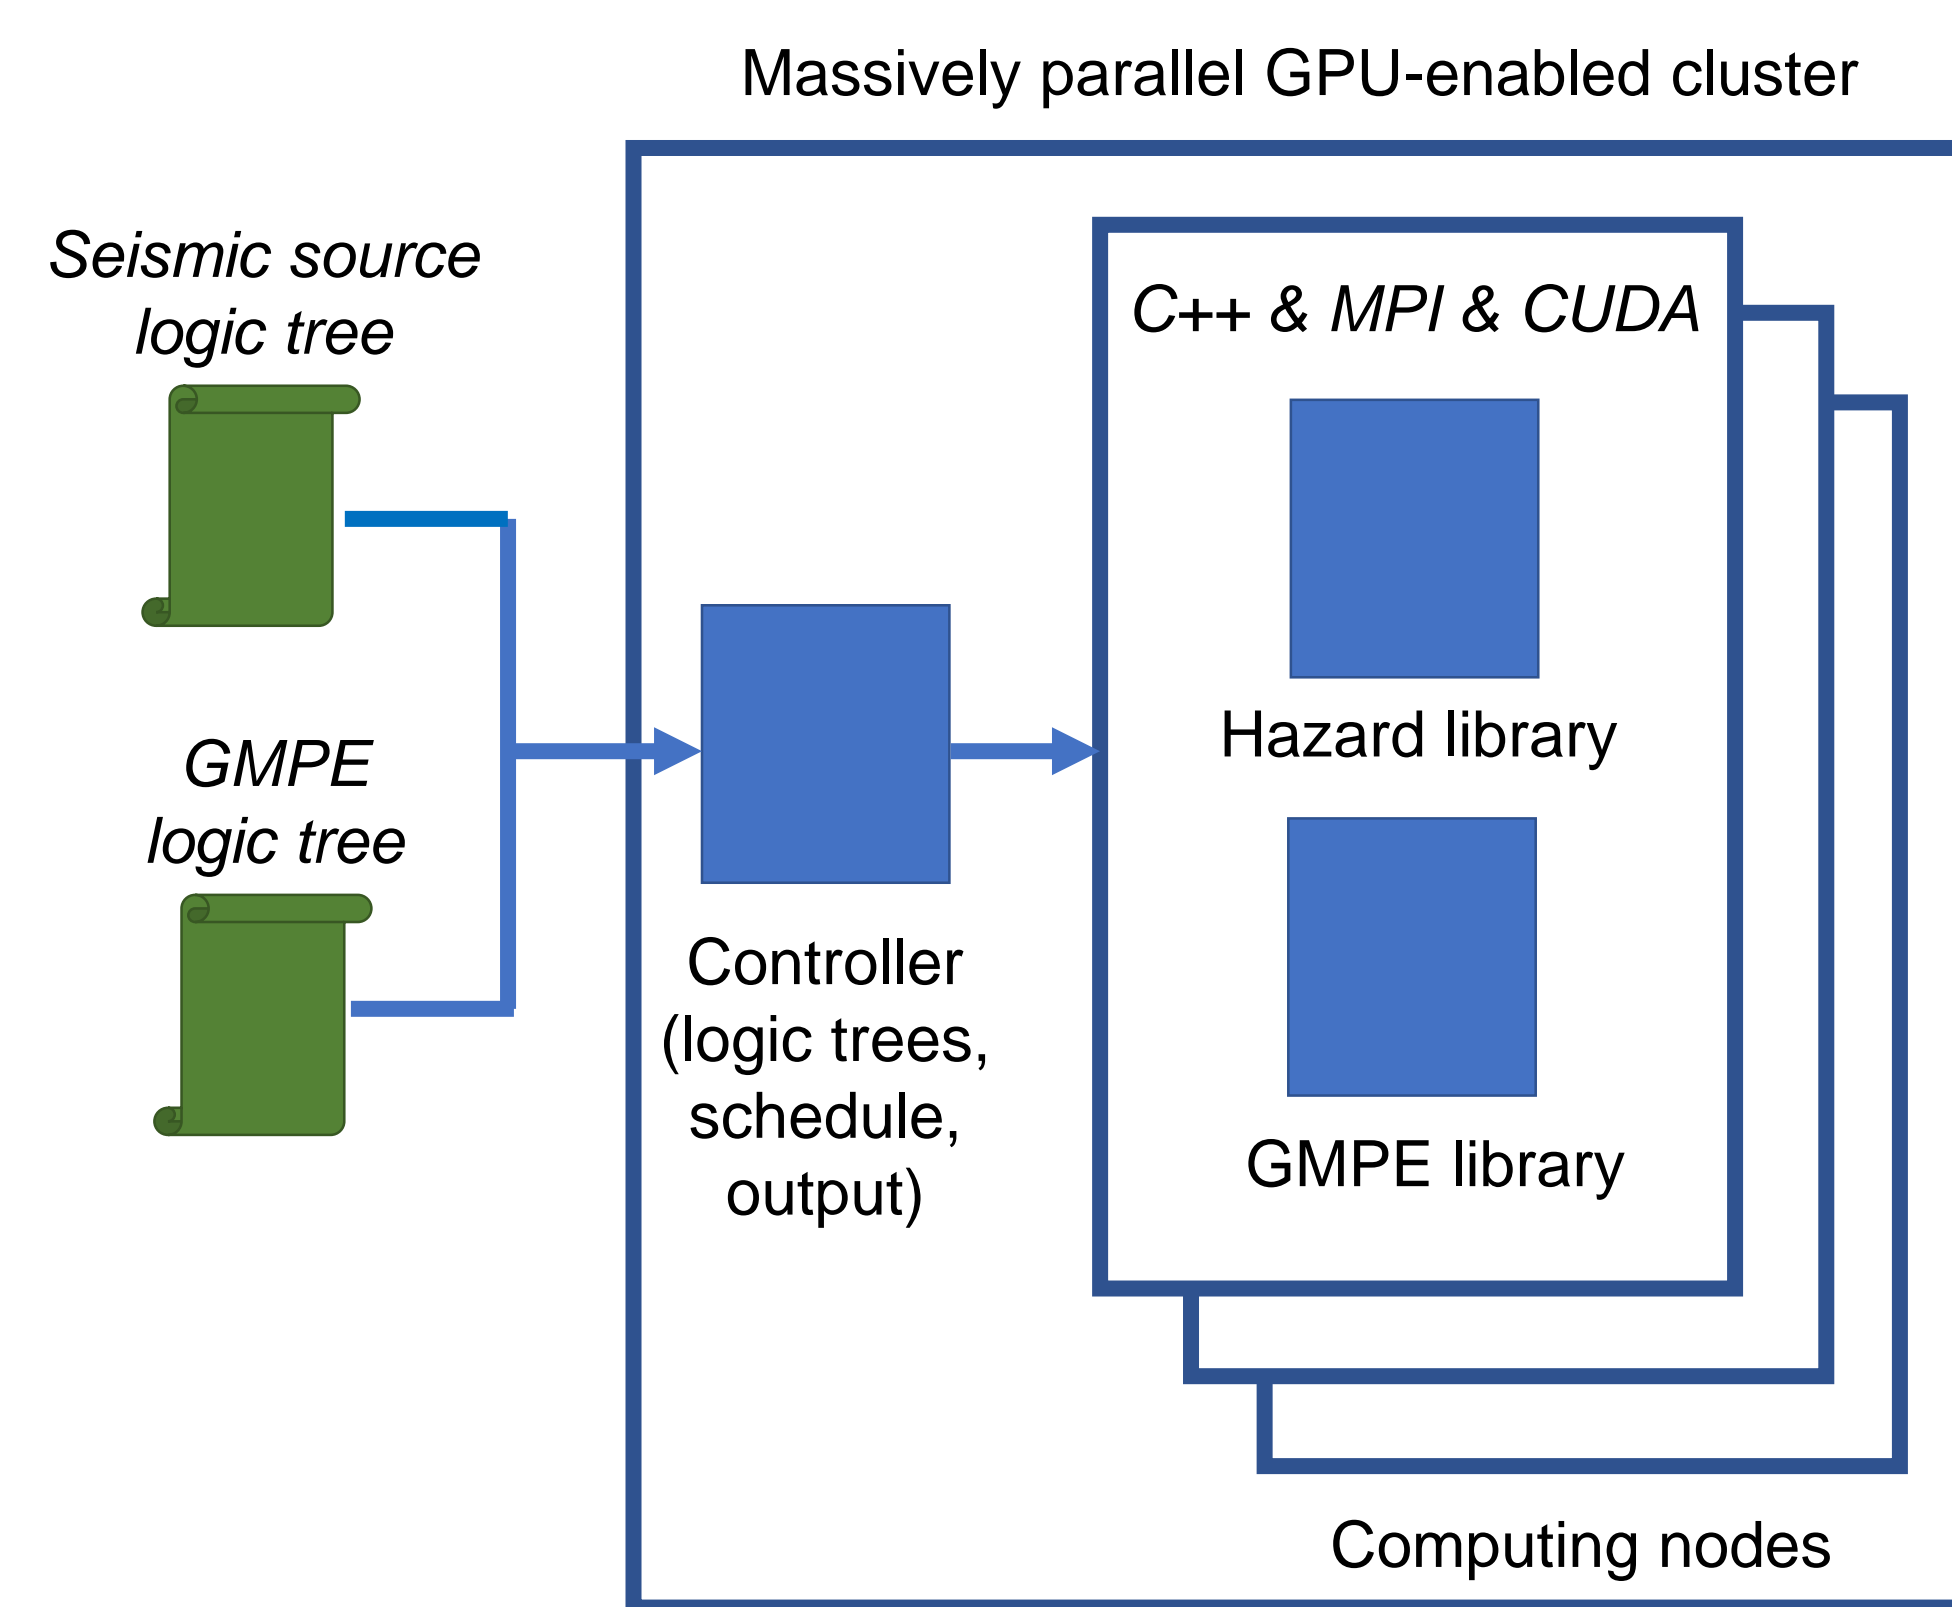 Massively parallel GPU-enabled cluster
Seismic source
logic tree
GMPE
logic tree
Controller
(logic trees,
schedule,
output)
C++ & MPI & CUDA
Hazard library
GMPE library
Computing nodes